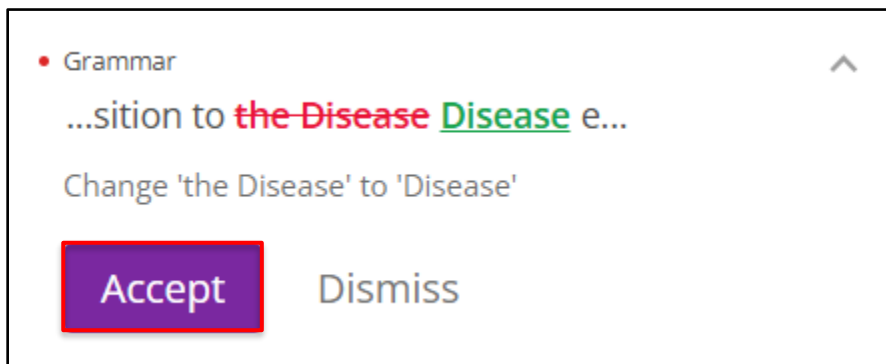 Grammar
...sition to the Disease Disease e...
Change 'the Disease' to 'Disease'
Accept Dismiss